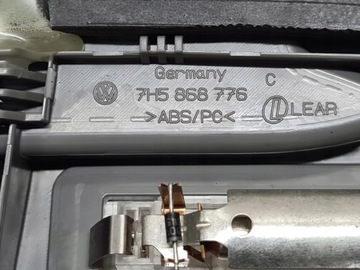 Germany
C
7H5 868 776
>ABS/PC<
LEAR